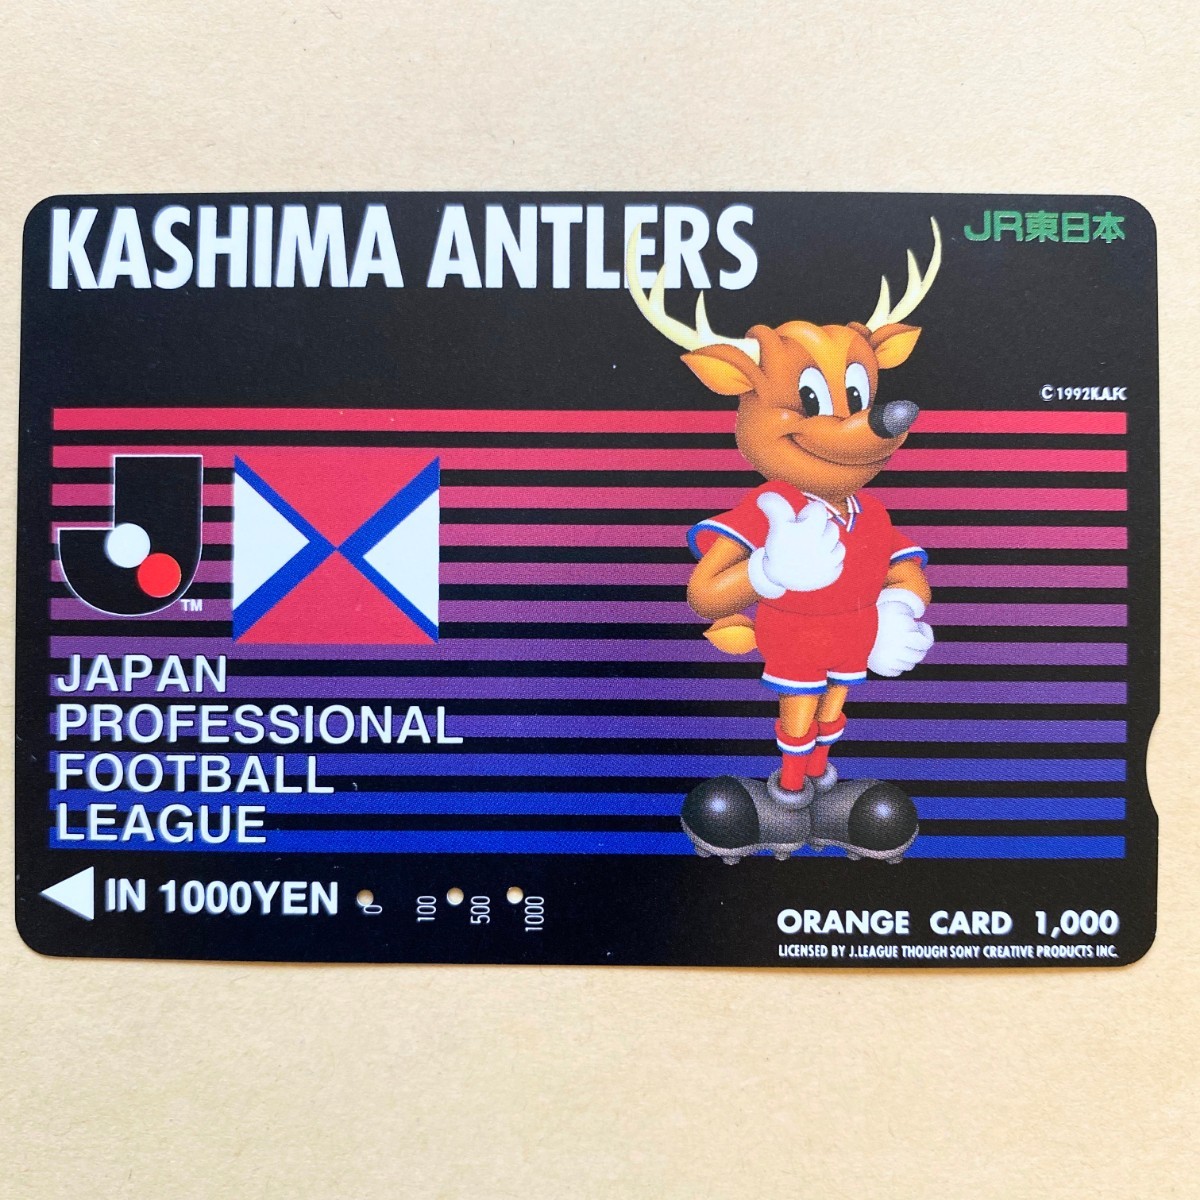 KASHIMA ANTLERS
JR東日本
©1992K.A.FC
J
TM
JAPAN
PROFESSIONAL
FOOTBALL
LEAGUE
IN 1000YEN
0 100 500 1000
ORANGE CARD 1,000
LICENSED BY J.LEAGUE THOUGH SONY CREATIVE PRODUCTS INC.